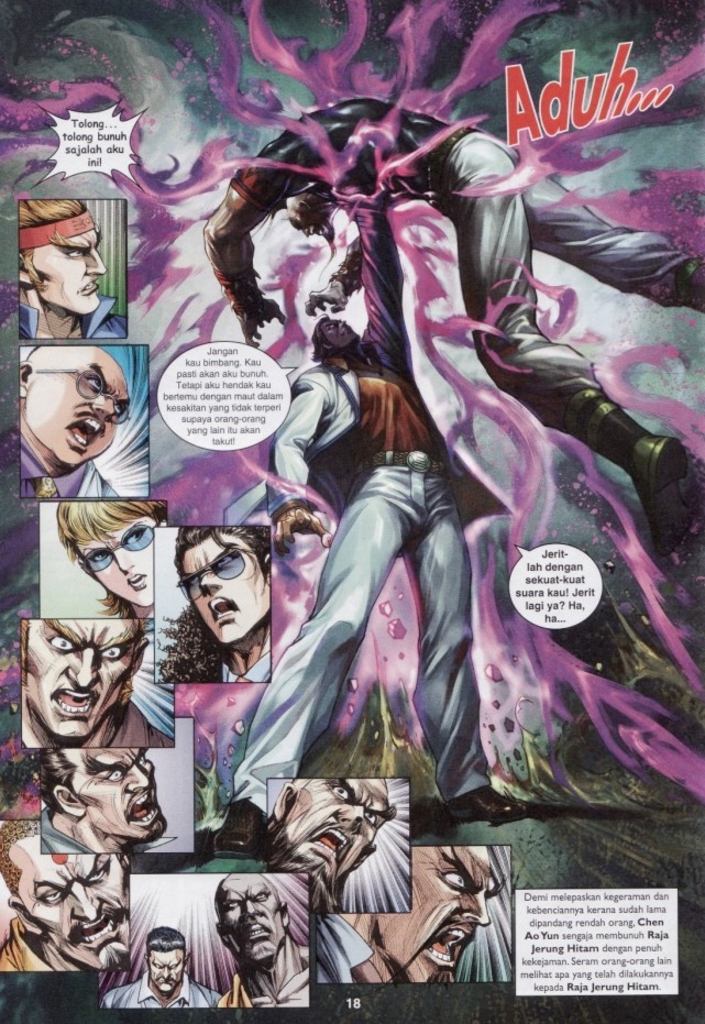 Aduh...
Tolong...
tolong bunuh
sajalah aku
ini!
Jangan
kau bimbang. Kau
pasti akan aku bunuh.
Tetapi aku hendak kau
bertemu dengan maut dalam
kesakitan yang tidak terperi
supaya orang-orang
yang lain itu akan
takut!
Jerit-
lah dengan
sekuat-kuat
suara kau! Jerit
lagi ya? Ha,
ha...
Demi melepaskan kegeraman dan
kebenciannya kerana sudah lama
dipandang rendah orang, Chen
Ao Yun sengaja membunuh Raja
Jerung Hitam dengan penuh
kekejaman. Seram orang-orang lain
melihat apa yang telah dilakukannya
kepada Raja Jerung Hitam.
18